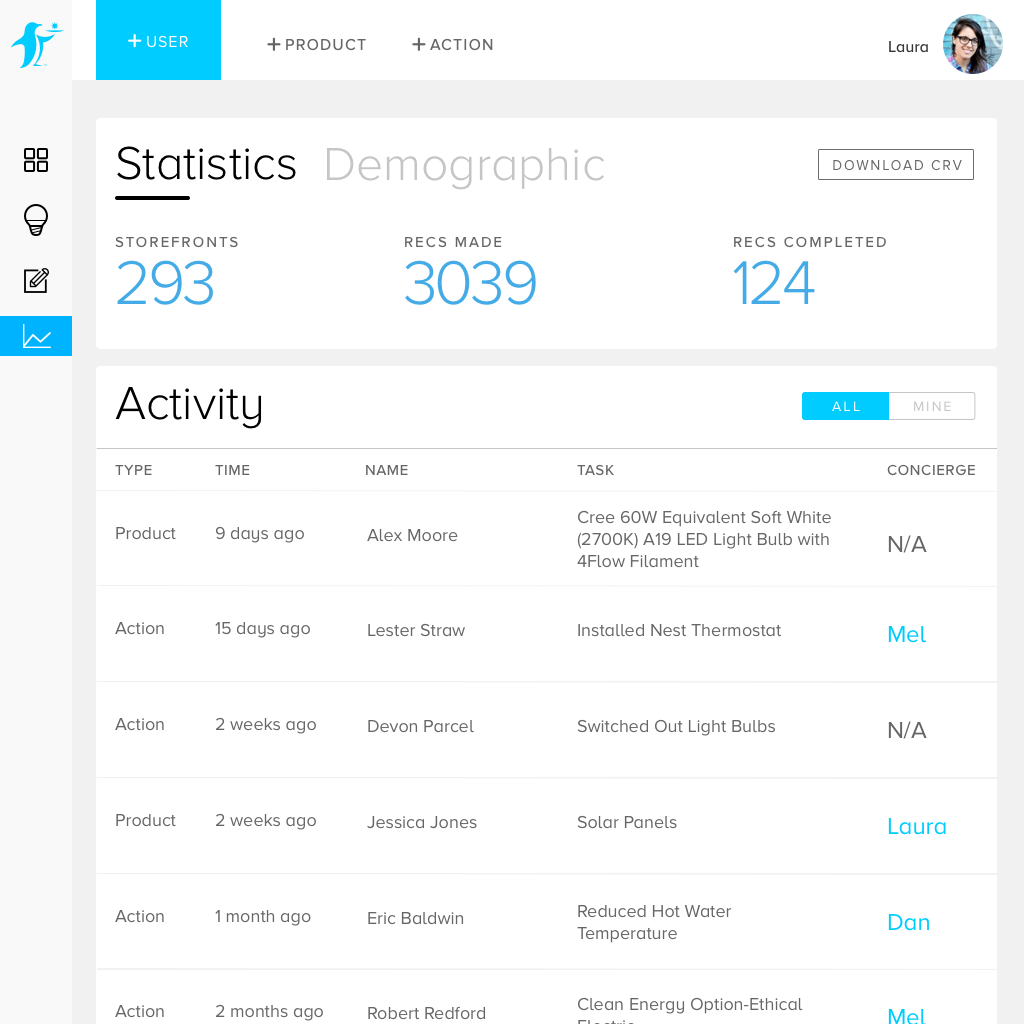 + USER
+ PRODUCT
+ ACTION
Laura
Statistics
Demographic
DOWNLOAD CRV
STOREFRONTS
RECS MADE
RECS COMPLETED
293
3039
124
Activity
ALL
MINE
TYPE
TIME
NAME
TASK
CONCIERGE
Product
9 days ago
Alex Moore
Cree 60W Equivalent Soft White
(2700K) A19 LED Light Bulb with
4Flow Filament
N/A
Action
15 days ago
Lester Straw
Installed Nest Thermostat
Mel
Action
2 weeks ago
Devon Parcel
Switched Out Light Bulbs
N/A
Product
2 weeks ago
Jessica Jones
Solar Panels
Laura
Action
1 month ago
Eric Baldwin
Reduced Hot Water
Temperature
Dan
Action
2 months ago
Robert Redford
Clean Energy Option-Ethical
Electric
Mel